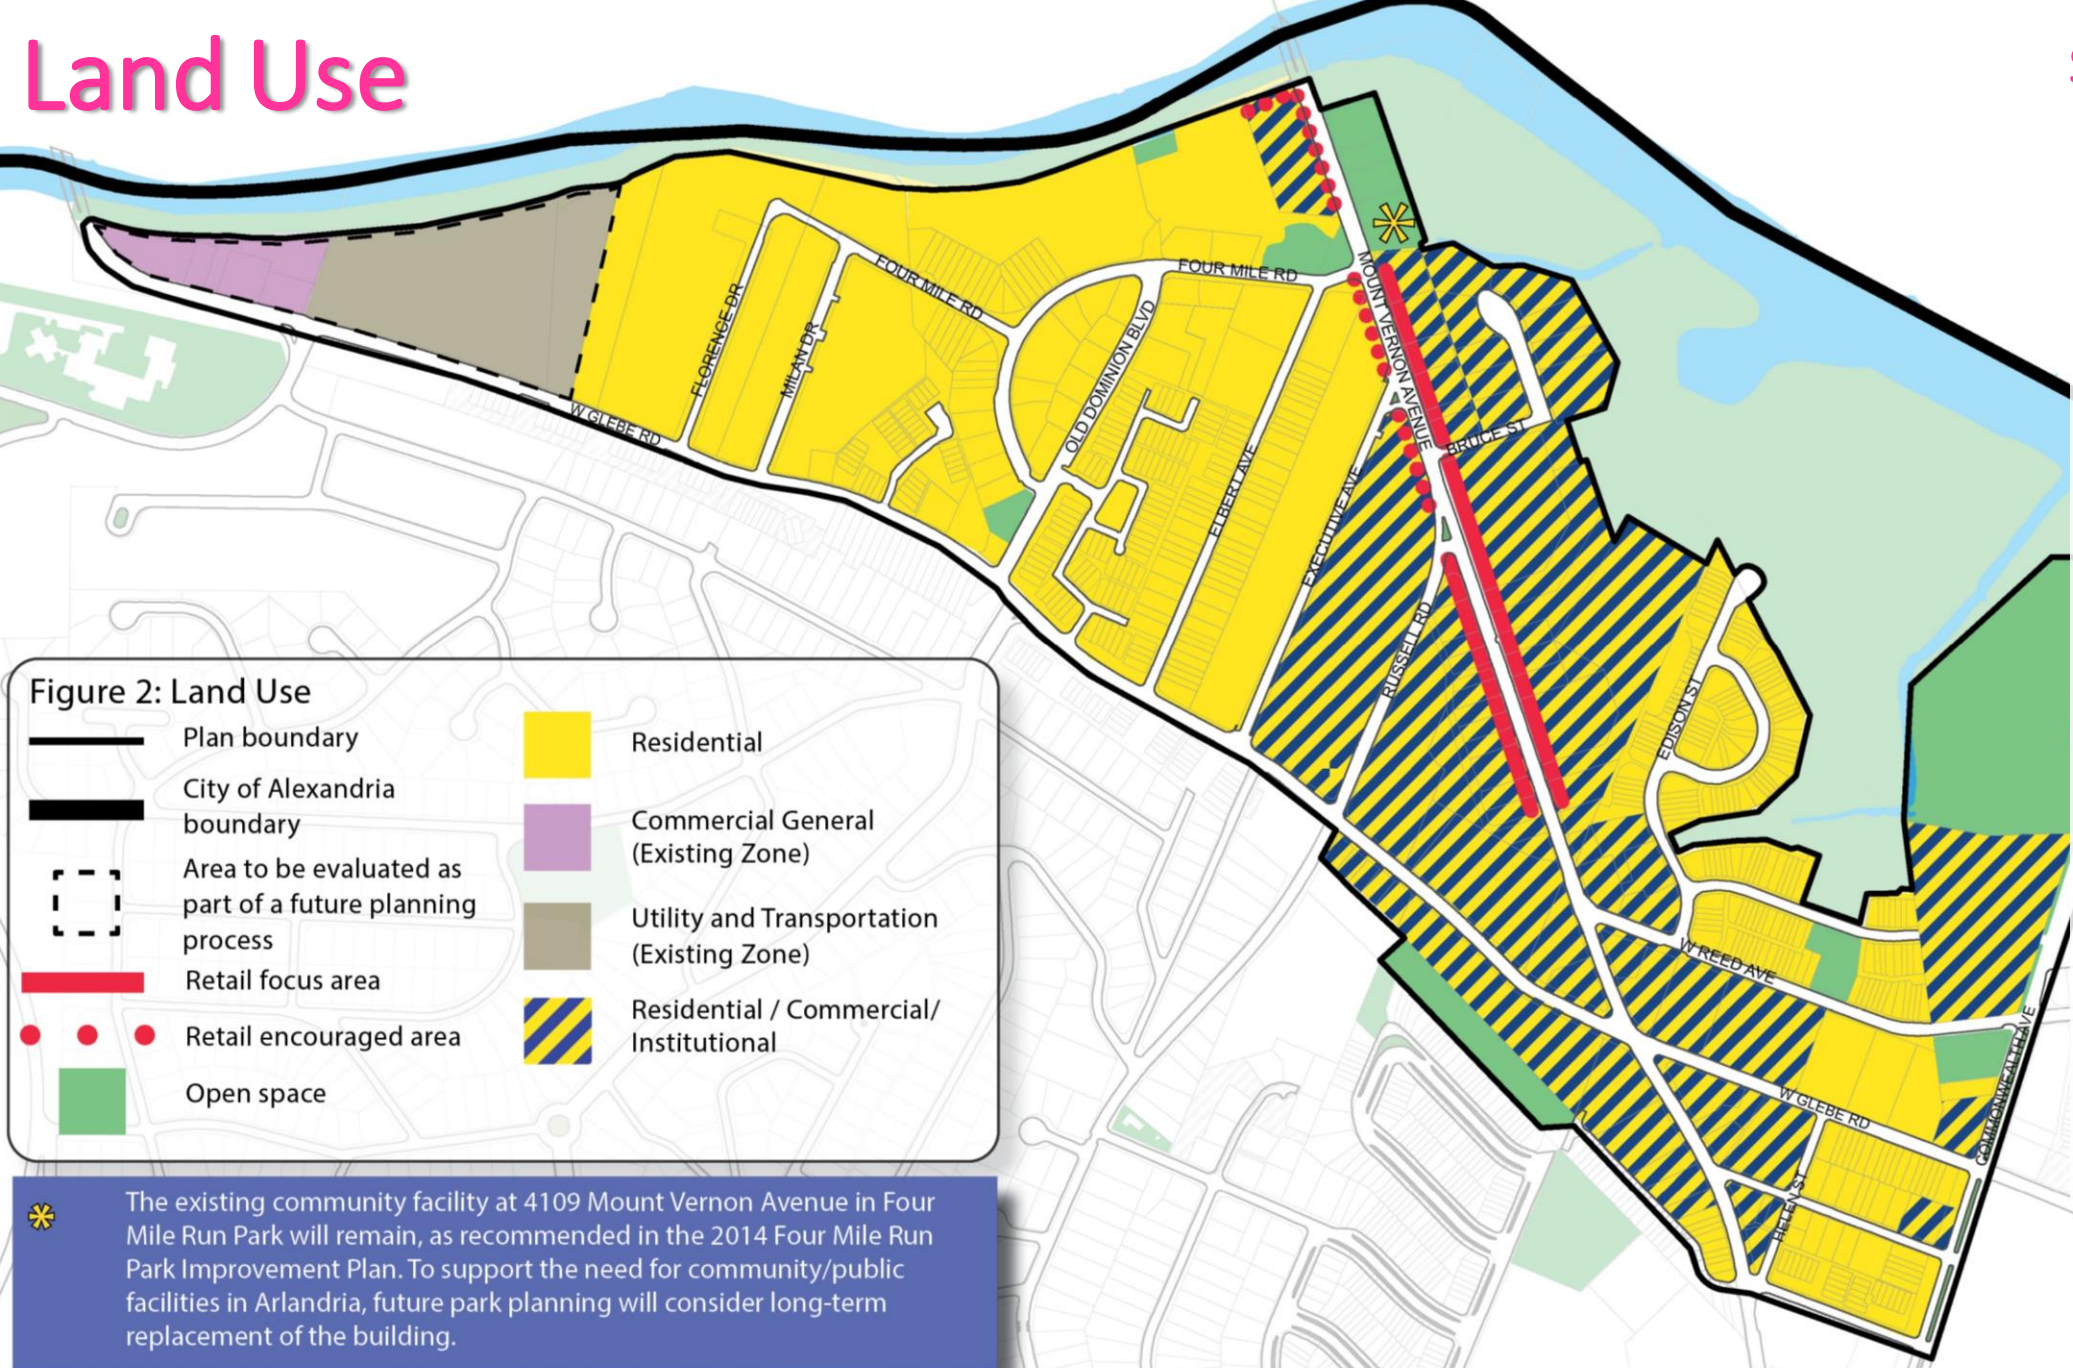 Land Use
FOUR MILE RD
FOUR MILE RD
FLORENCE DR
MILAN DR
OLD DOMINION BLVD
MOUNT VERNON AVENUE
BRUCE ST
W GLEBE RD
ELBERT AVE
EXECUTIVE AVE
RUSSELL RD
EDISON ST
W REED AVE
W GLEBE RD
COMMONWEALTH AVE
HELEN ST
Figure 2: Land Use
Plan boundary
City of Alexandria
boundary
Area to be evaluated as
part of a future planning
process
Retail focus area
Retail encouraged area
Open space
Residential
Commercial General
(Existing Zone)
Utility and Transportation
(Existing Zone)
Residential / Commercial/
Institutional
The existing community facility at 4109 Mount Vernon Avenue in Four
Mile Run Park will remain, as recommended in the 2014 Four Mile Run
Park Improvement Plan. To support the need for community/public
facilities in Arlandria, future park planning will consider long-term
replacement of the building.